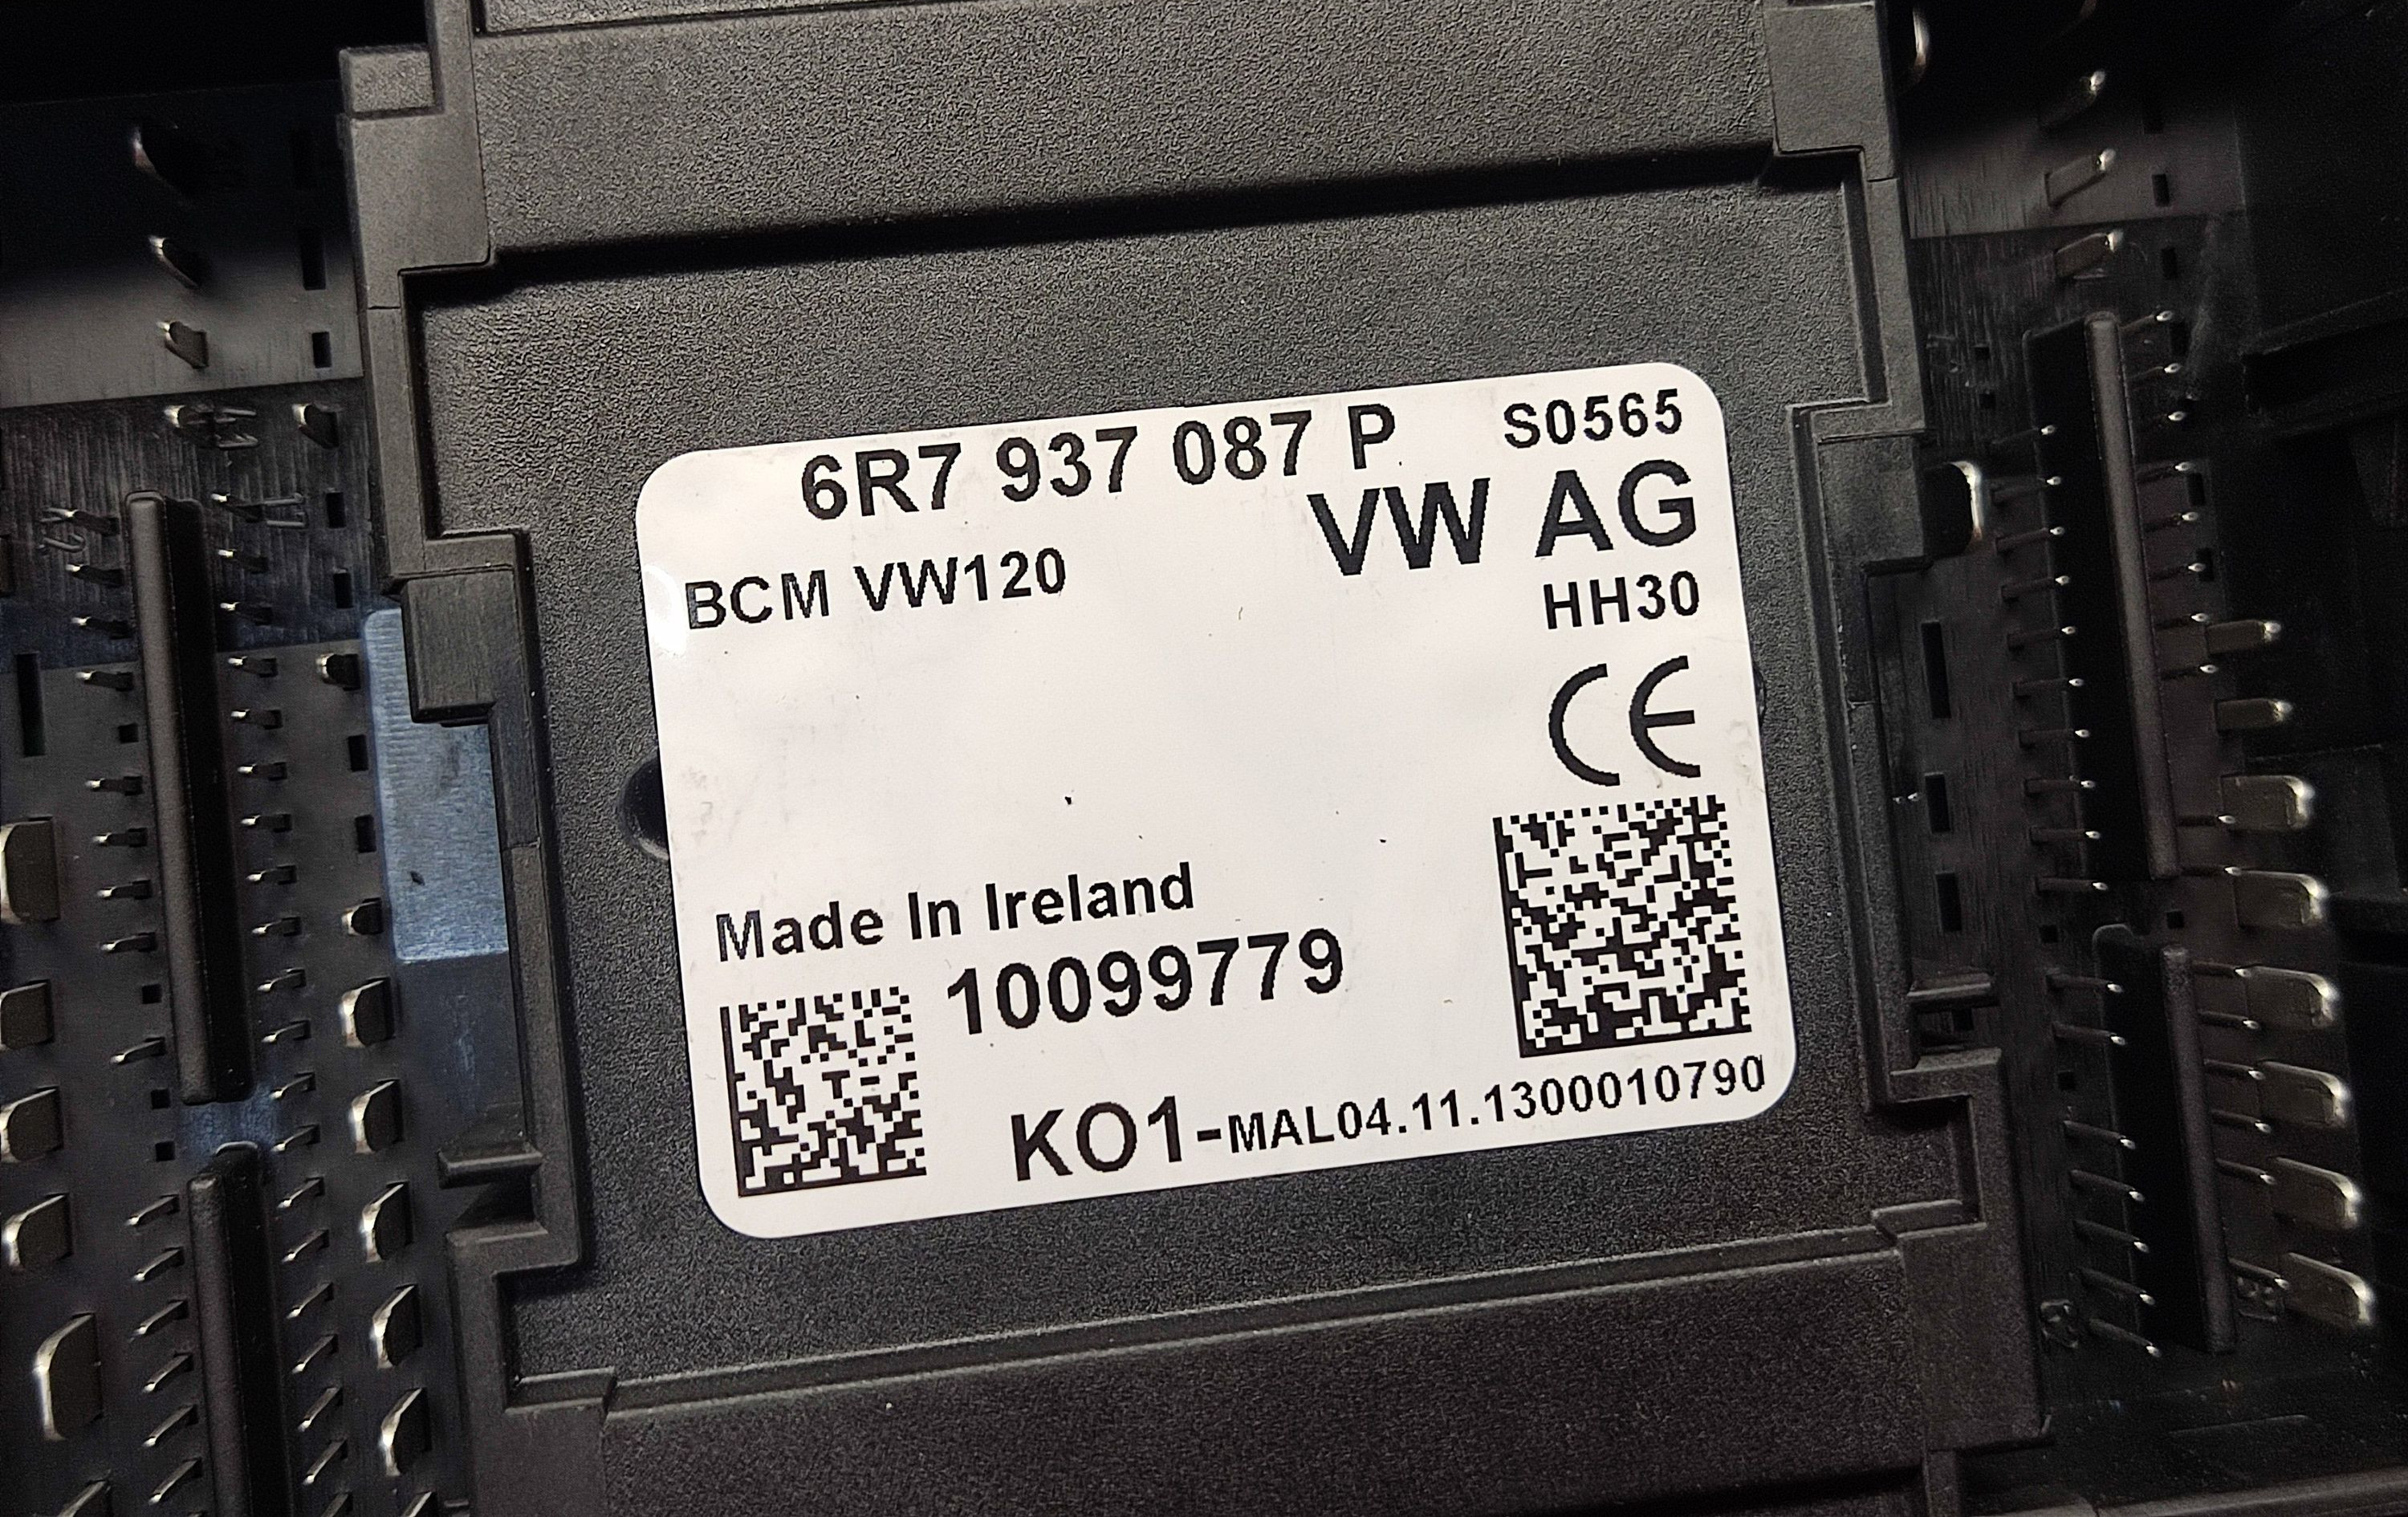 6R7 937 087 P S0565
VW AG
BCM VW120
HH30
CE
Made In Ireland
10099779
KO1-MAL04.11.1300010790